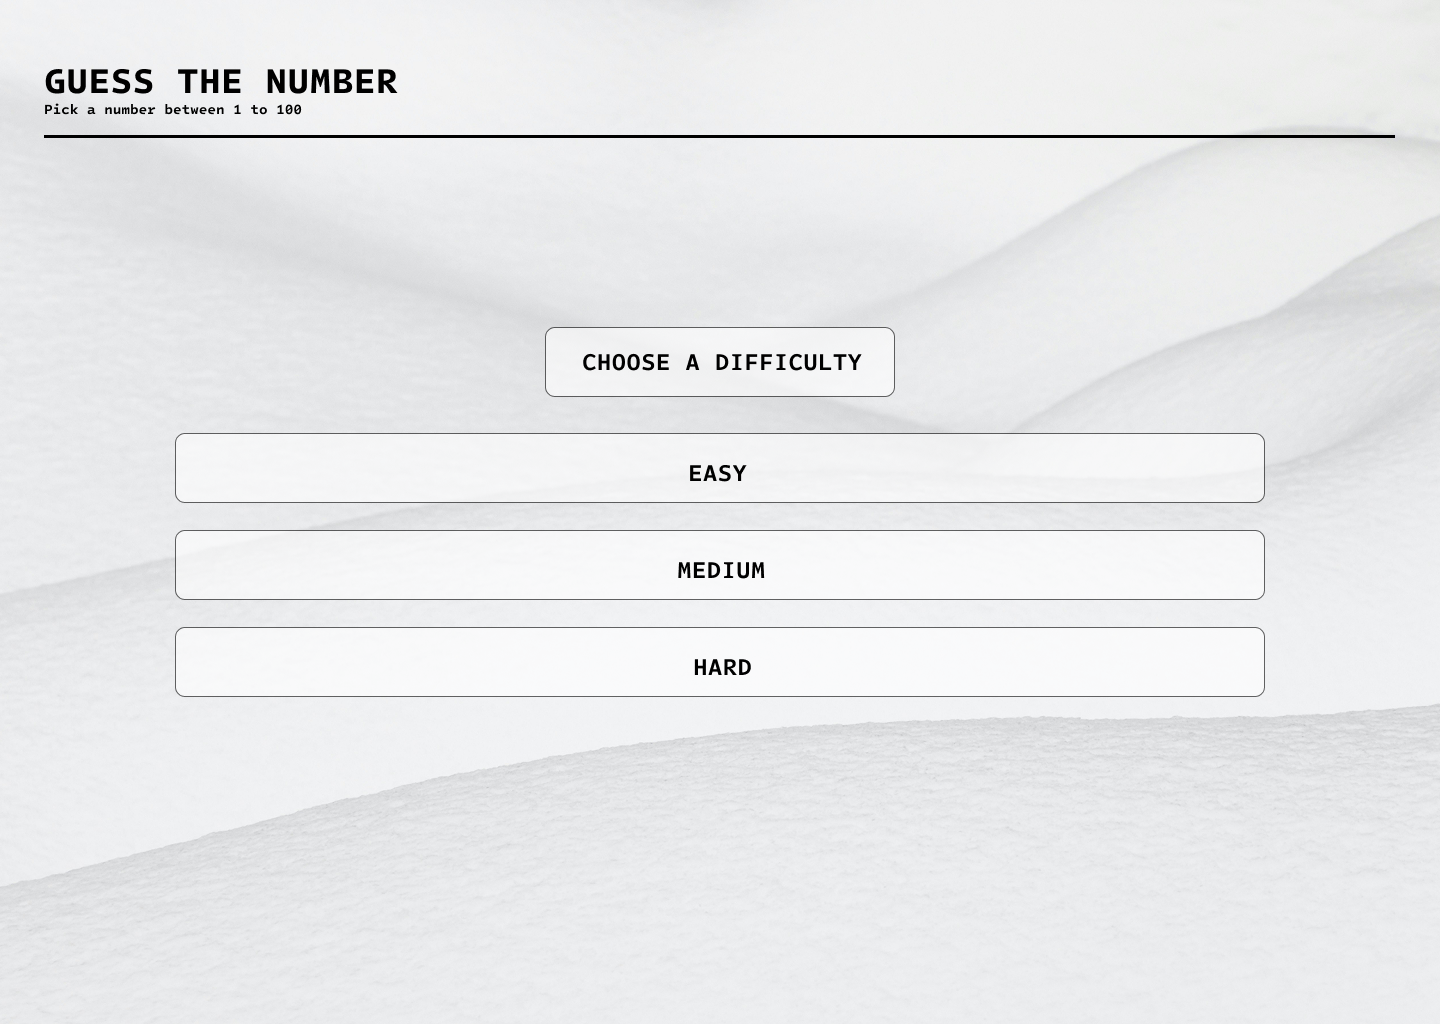 GUESS THE NUMBER
Pick a number between 1 to 100
CHOOSE A DIFFICULTY
EASY
MEDIUM
HARD